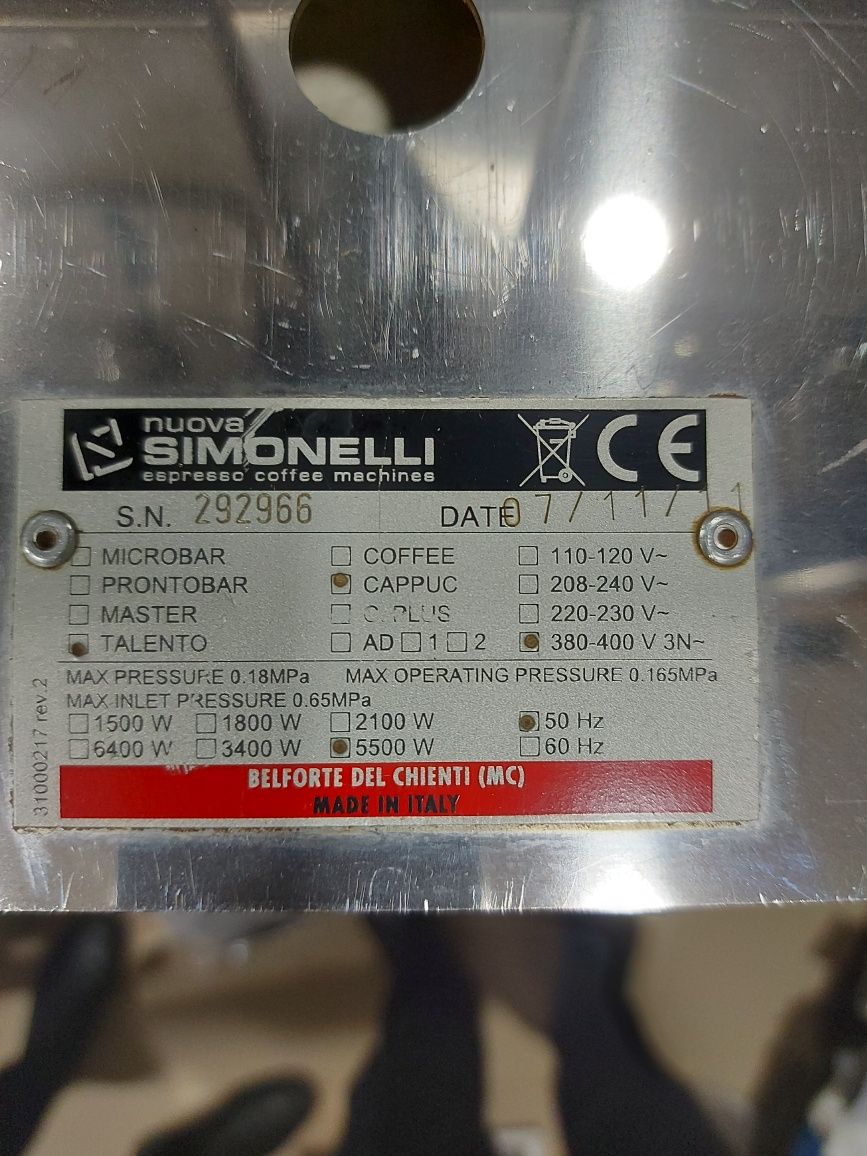 nuova
SIMONELLI
espresso coffee machines
CE
S.N. 292966 DATE 07/11/11
MICROBAR COFFEE 110-120 V~
PRONTOBAR CAPPUC 208-240 V~
MASTER C. PLUS 220-230 V~
TALENTO AD 1 2 380-400 V 3N~
MAX PRESSURE 0.18MPa MAX OPERATING PRESSURE 0.165MPa
MAX INLET PRESSURE 0.65MPa
1500 W 1800 W 2100 W 50 Hz
6400 W 3400 W 5500 W 60 Hz
31000217 rev.2
BELFORTE DEL CHIENTI (MC)
MADE IN ITALY